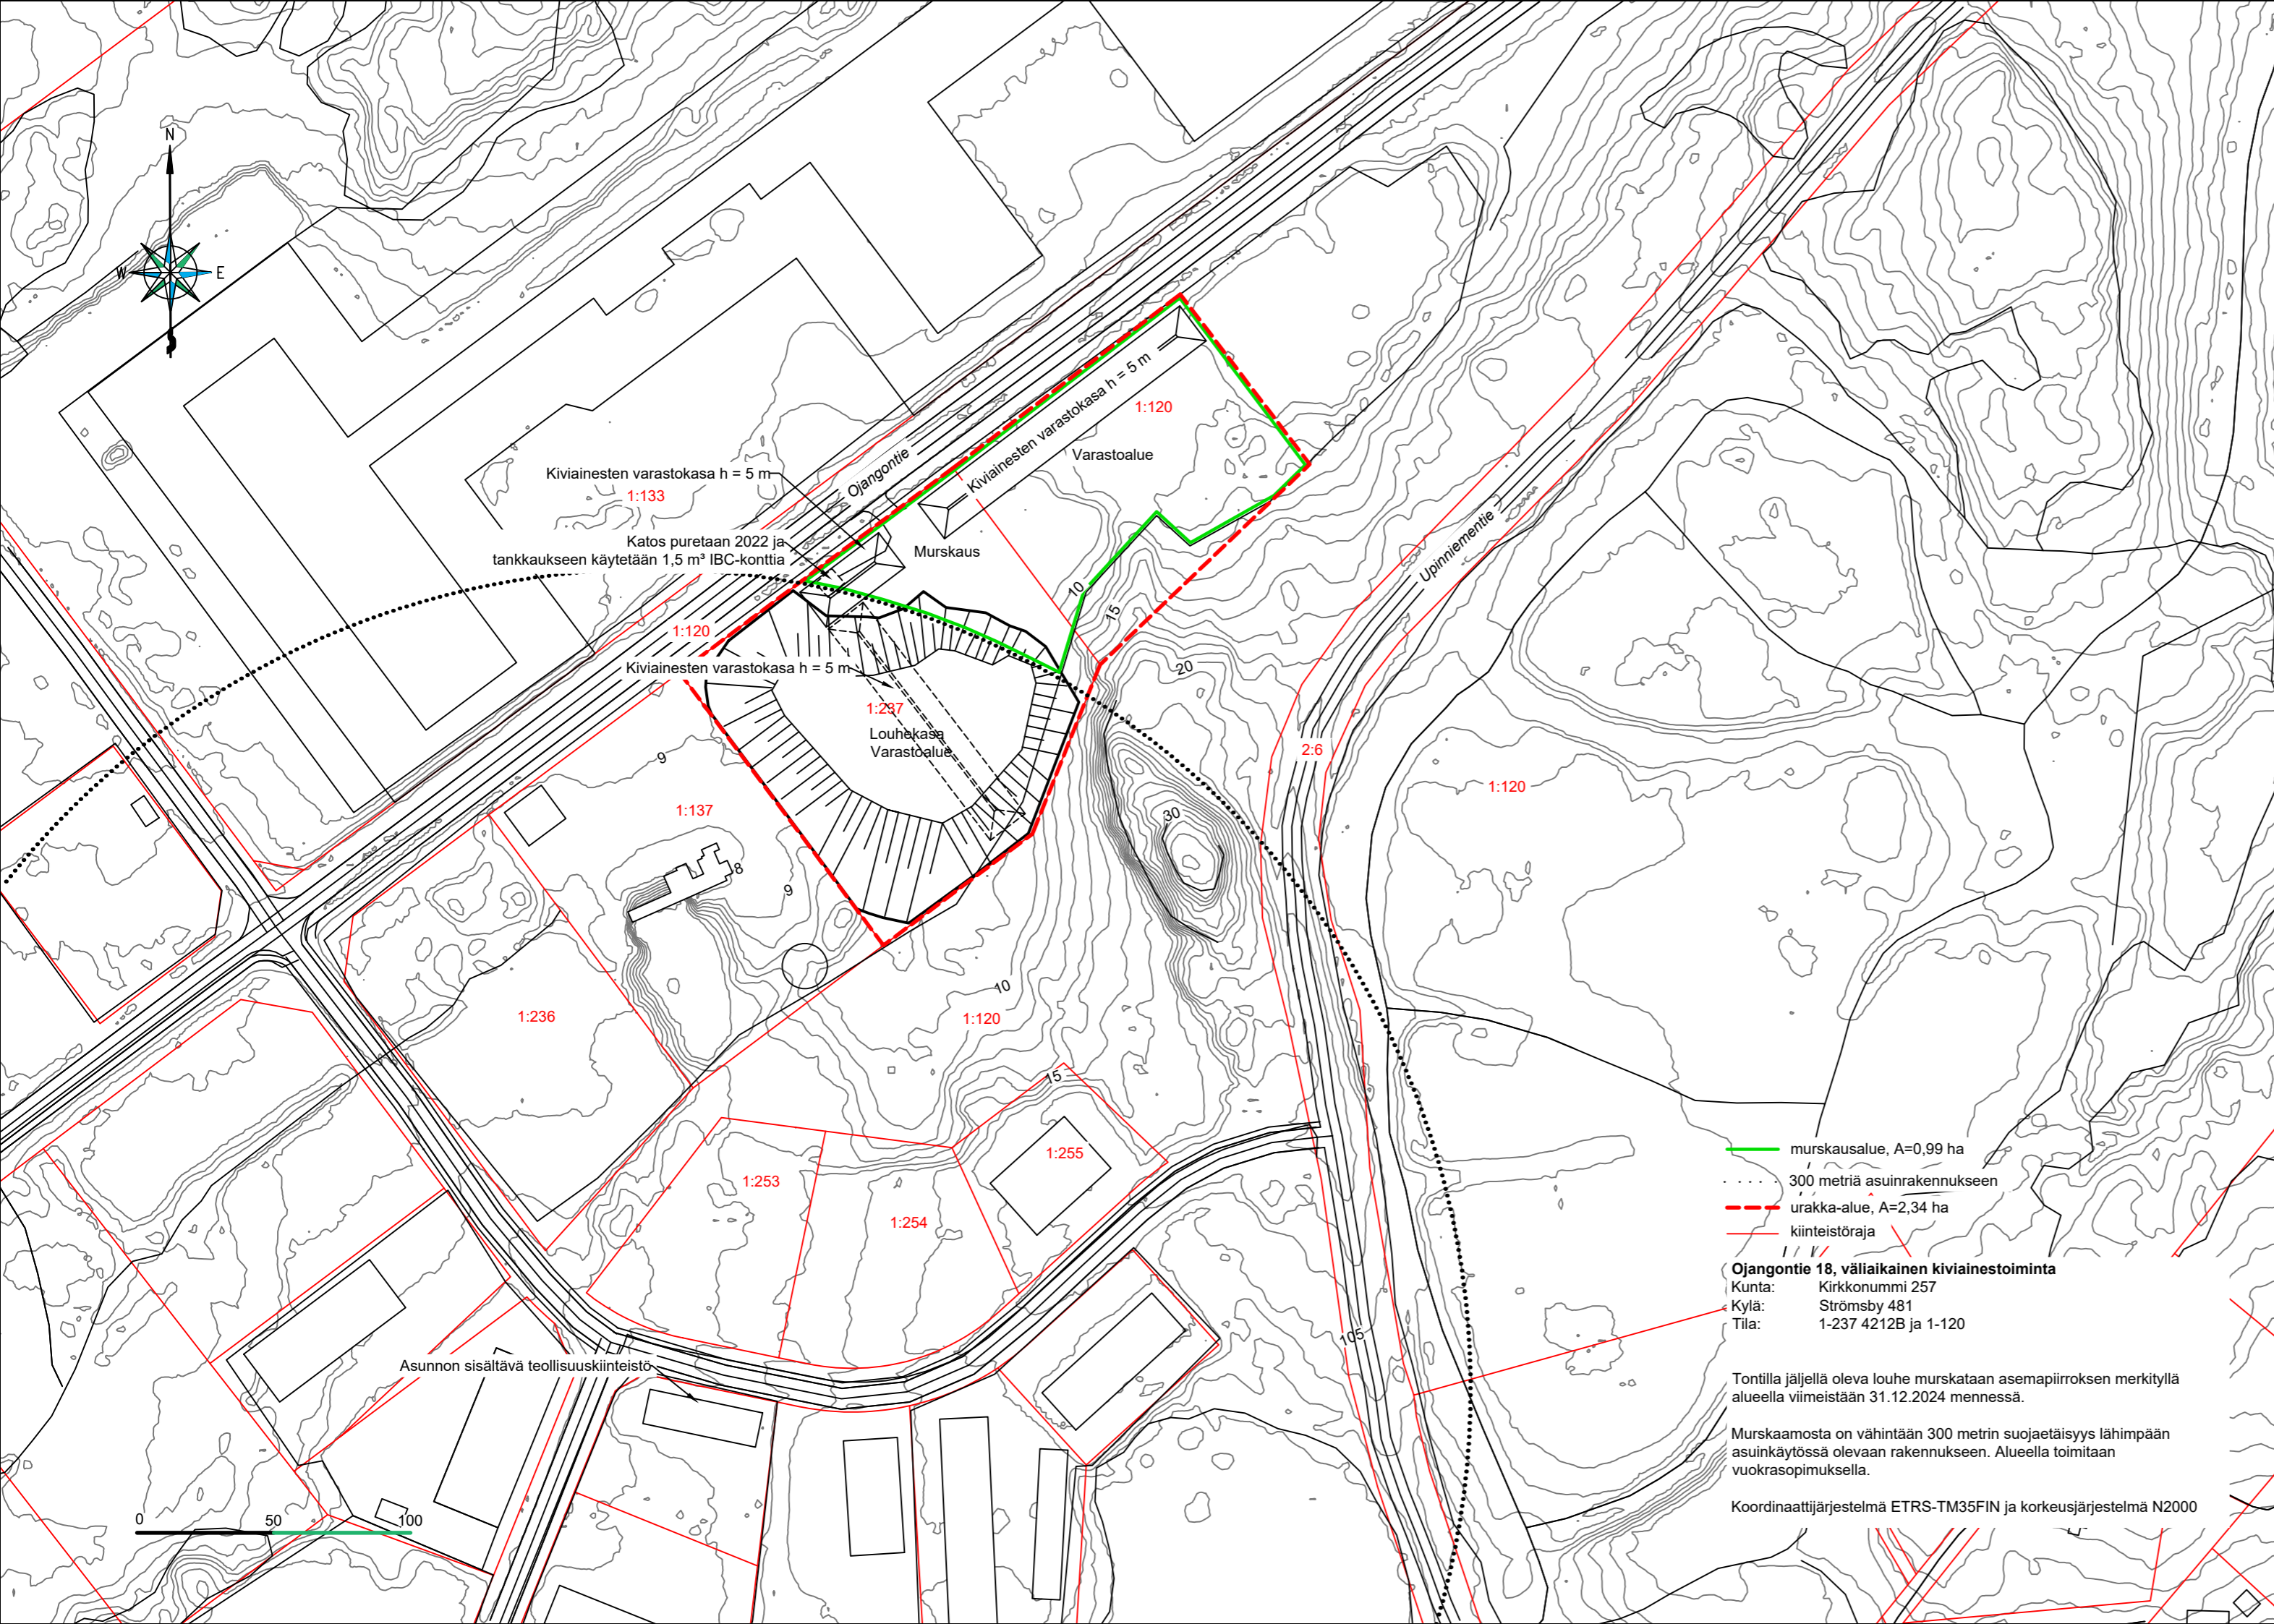 N
W
E
Kiviainesten varastokasa h = 5 m
1:120
Varastoalue
Kiviainesten varastokasa h = 5 m
Ojangontie
1:133
Katos puretaan 2022 ja
tankkaukseen käytetään 1,5 m³ IBC-konttia
Murskaus
Upinniementie
10
15
1:120
Kiviainesten varastokasa h = 5 m
20
1:237
Louhekasa
Varastoalue
2:6
9
1:137
1:120
30
8
9
10
1:236
1:120
15
1:255
1:253
1:254
105
Asunnon sisältävä teollisuuskiinteistö
0
50
100
murskausalue, A=0,99 ha
300 metriä asuinrakennukseen
urakka-alue, A=2,34 ha
kiinteistöraja
Ojangontie 18, väliaikainen kiviainestoiminta
Kunta: Kirkkonummi 257
Kylä: Strömsby 481
Tila: 1-237 4212B ja 1-120
Tontilla jäljellä oleva louhe murskataan asemapiirroksen merkityllä
alueella viimeistään 31.12.2024 mennessä.
Murskaamosta on vähintään 300 metrin suojaetäisyys lähimpään
asuinkäytössä olevaan rakennukseen. Alueella toimitaan
vuokrasopimuksella.
Koordinaattijärjestelmä ETRS-TM35FIN ja korkeusjärjestelmä N2000